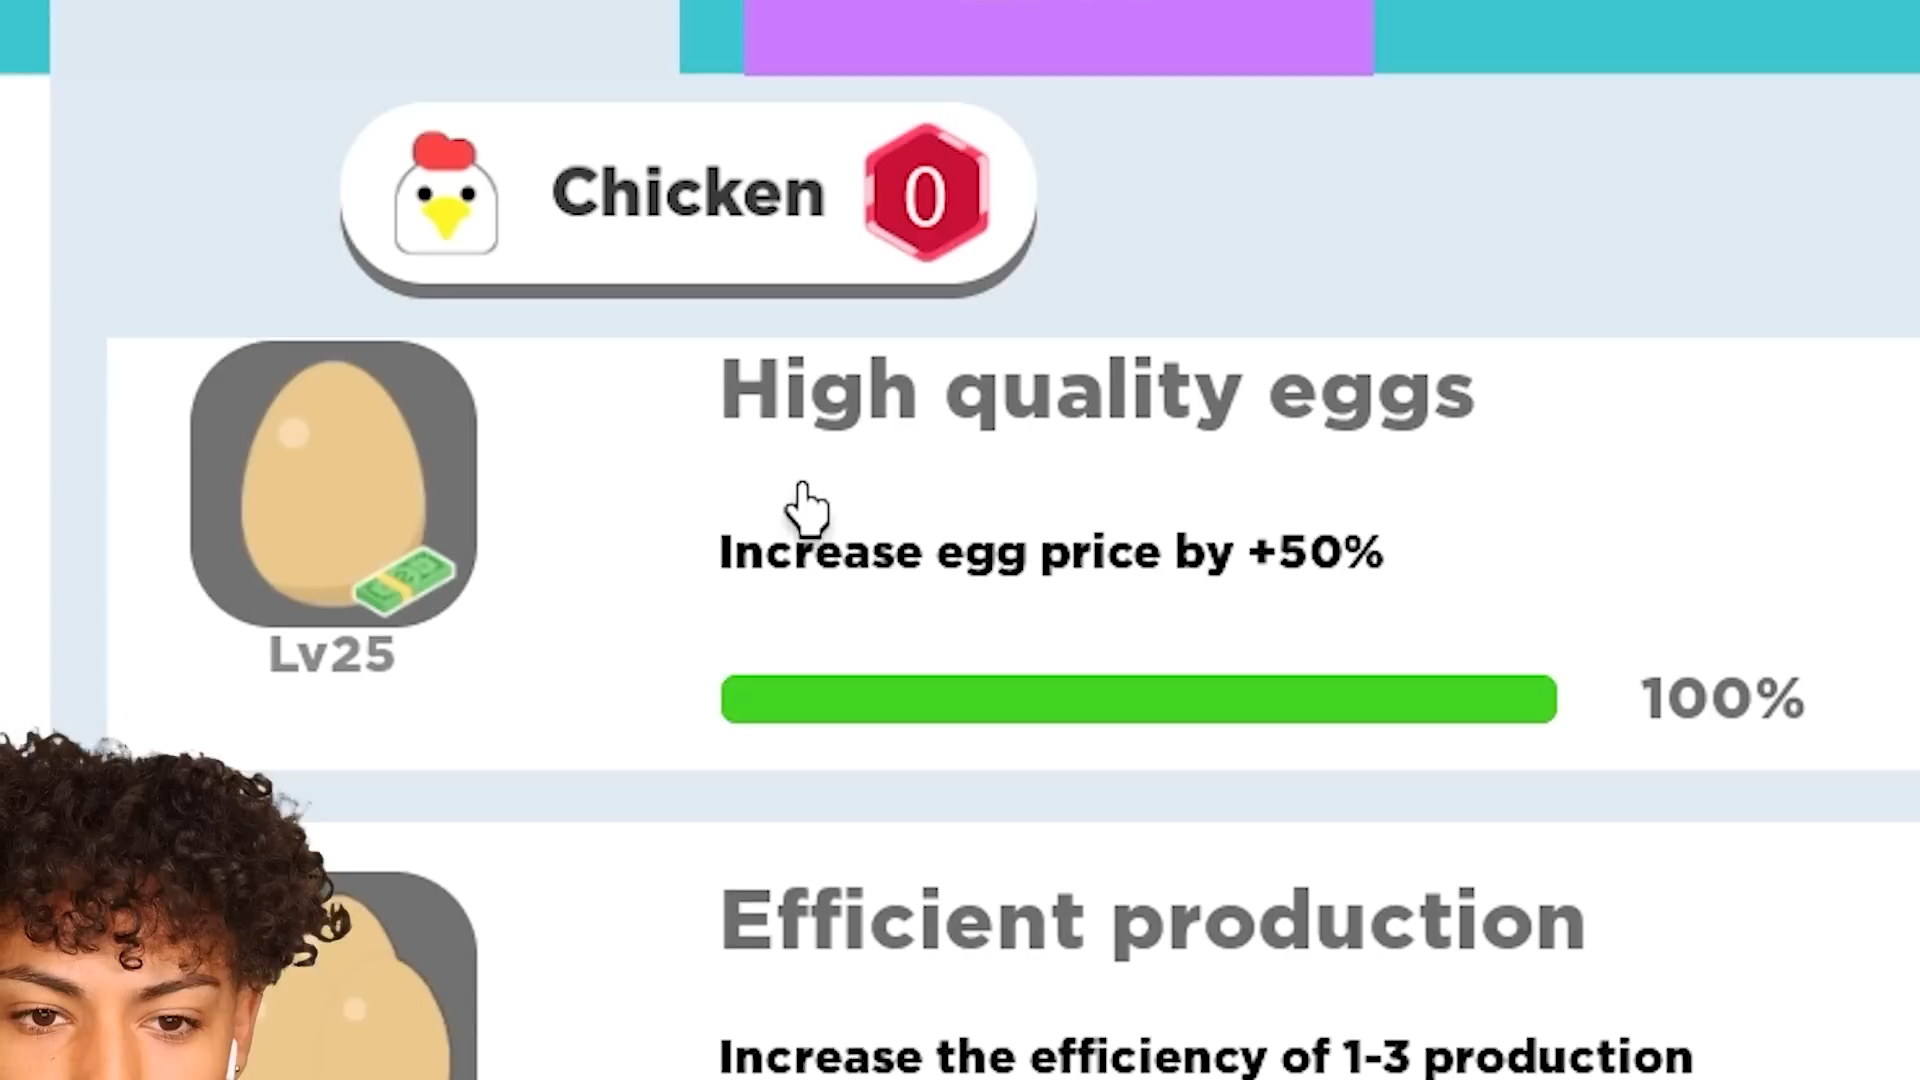 Chicken 0
High quality eggs
Increase egg price by +50%
Lv25
100%
Efficient production
Increase the efficiency of 1-3 production